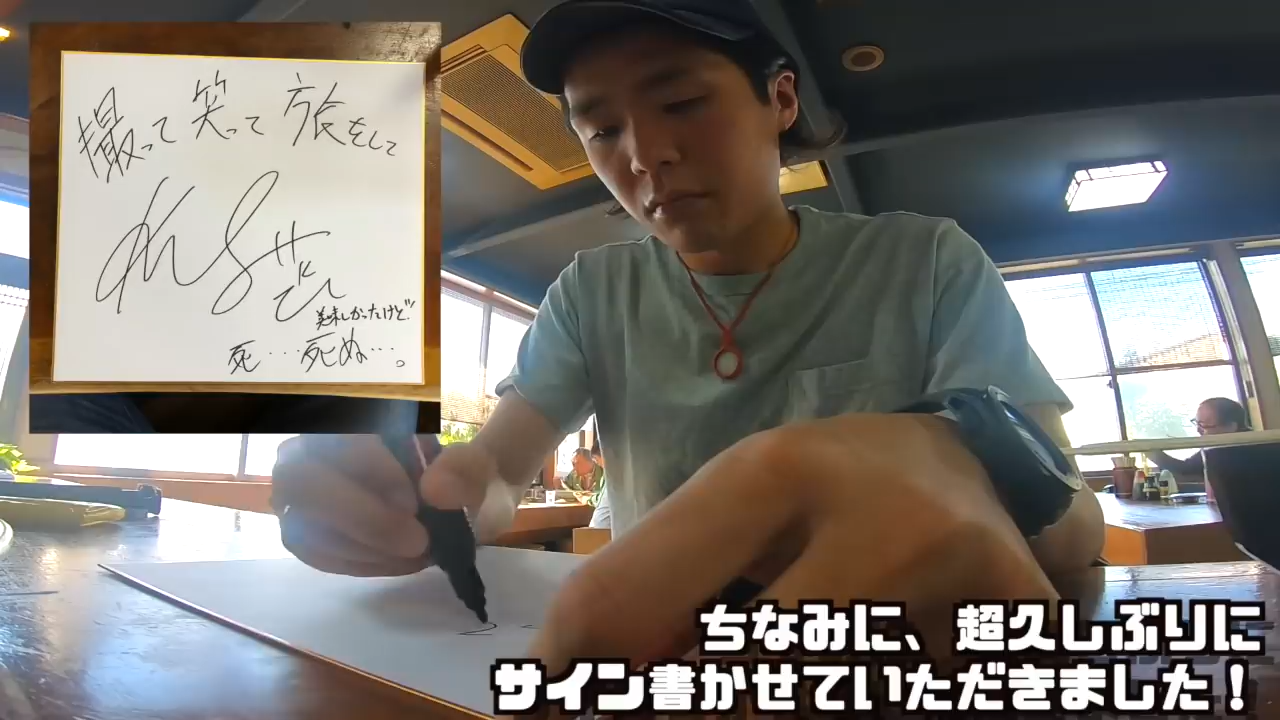 撮って 笑って 旅をして
美味しかったけど!!
死…死ぬ…。
ちなみに、超久しぶりに
サイン書かせていただきました!